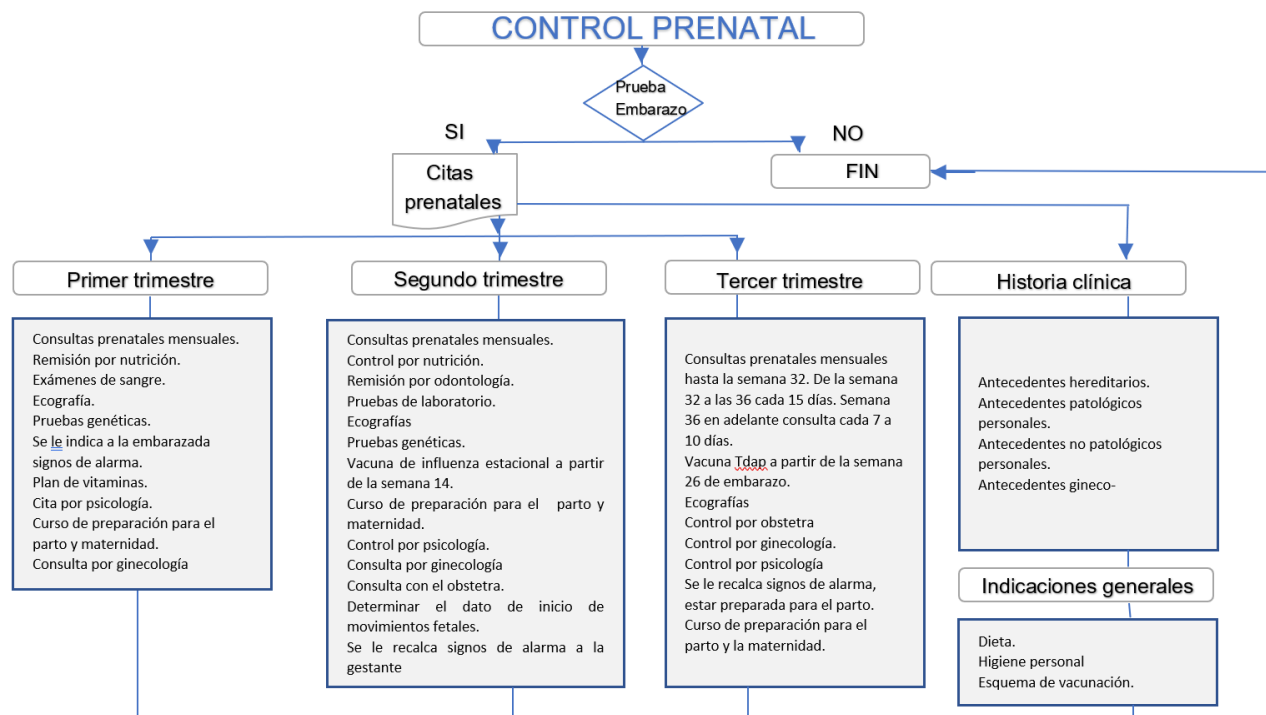 CONTROL PRENATAL
Prueba
Embarazo
SI
NO
Citas
prenatales
FIN
Primer trimestre
Consultas prenatales mensuales.
Remisión por nutrición.
Exámenes de sangre.
Ecografía.
Pruebas genéticas.
Se le indica a la embarazada
signos de alarma.
Plan de vitaminas.
Cita por psicología.
Curso de preparación para el
parto y maternidad.
Consulta por ginecología
Segundo trimestre
Consultas prenatales mensuales.
Control por nutrición.
Remisión por odontología.
Pruebas de laboratorio.
Ecografías
Pruebas genéticas.
Vacuna de influenza estacional a partir
de la semana 14.
Curso de preparación para el parto y
maternidad.
Control por psicología.
Consulta por ginecología
Consulta con el obstetra.
Determinar el dato de inicio de
movimientos fetales.
Se le recalca signos de alarma a la
gestante
Tercer trimestre
Consultas prenatales mensuales
hasta la semana 32. De la semana
32 a las 36 cada 15 días. Semana
36 en adelante consulta cada 7 a
10 días.
Vacuna Tdap a partir de la semana
26 de embarazo.
Ecografías
Control por obstetra
Control por ginecología.
Control por psicología
Se le recalca signos de alarma,
estar preparada para el parto.
Curso de preparación para el
parto y la maternidad.
Historia clínica
Antecedentes hereditarios.
Antecedentes patológicos
personales.
Antecedentes no patológicos
personales.
Antecedentes gineco-
Indicaciones generales
Dieta.
Higiene personal
Esquema de vacunación.